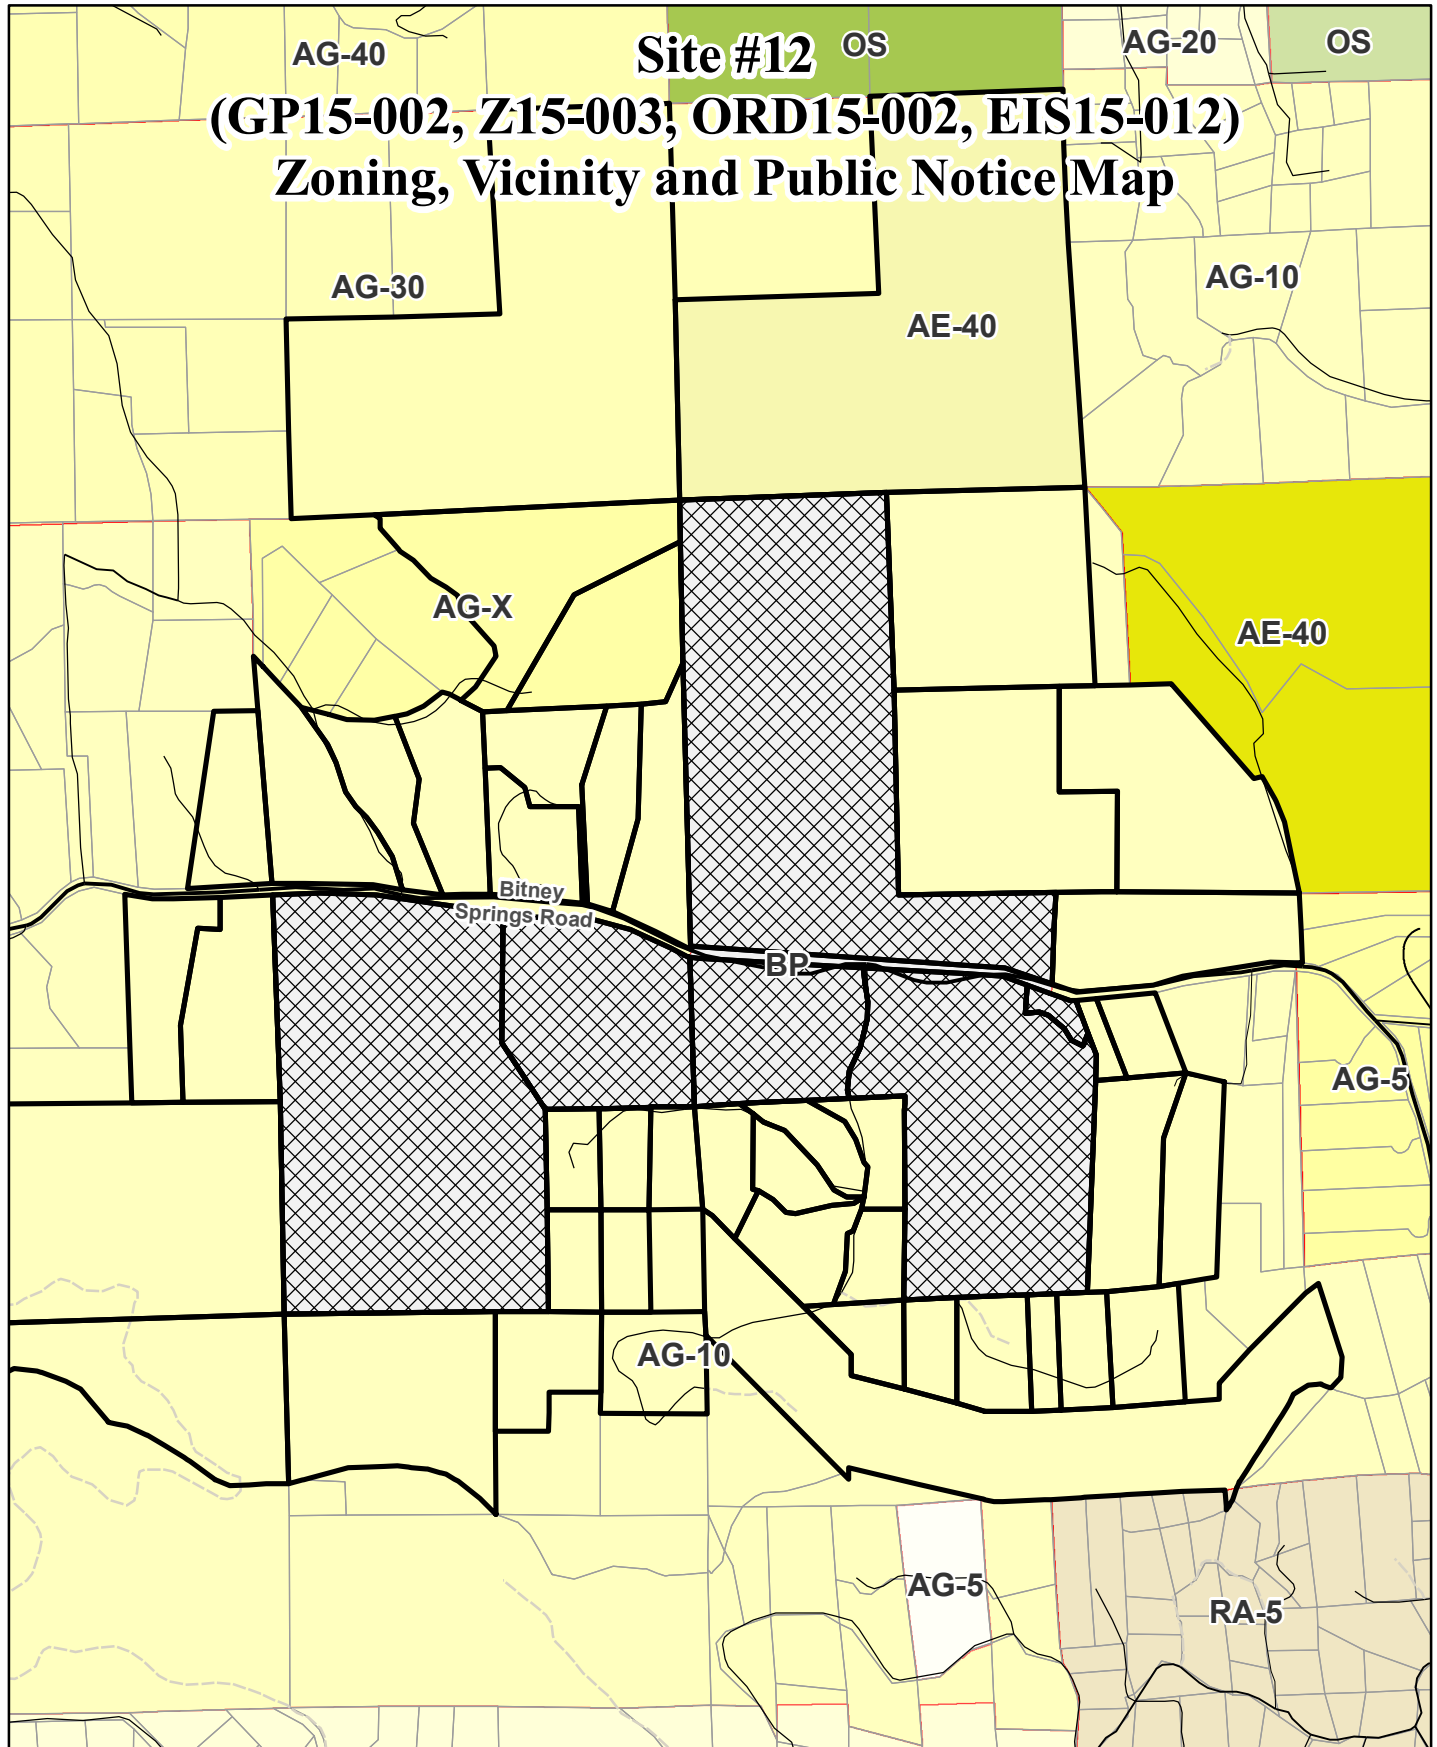 Site #12
(GP15-002, Z15-003, ORD15-002, EIS15-012)
Zoning, Vicinity and Public Notice Map
AG-40
OS
AG-20
OS
AG-30
AG-10
AE-40
AG-X
AE-40
Bitney
Springs Road
BP
AG-5
AG-10
AG-5
RA-5